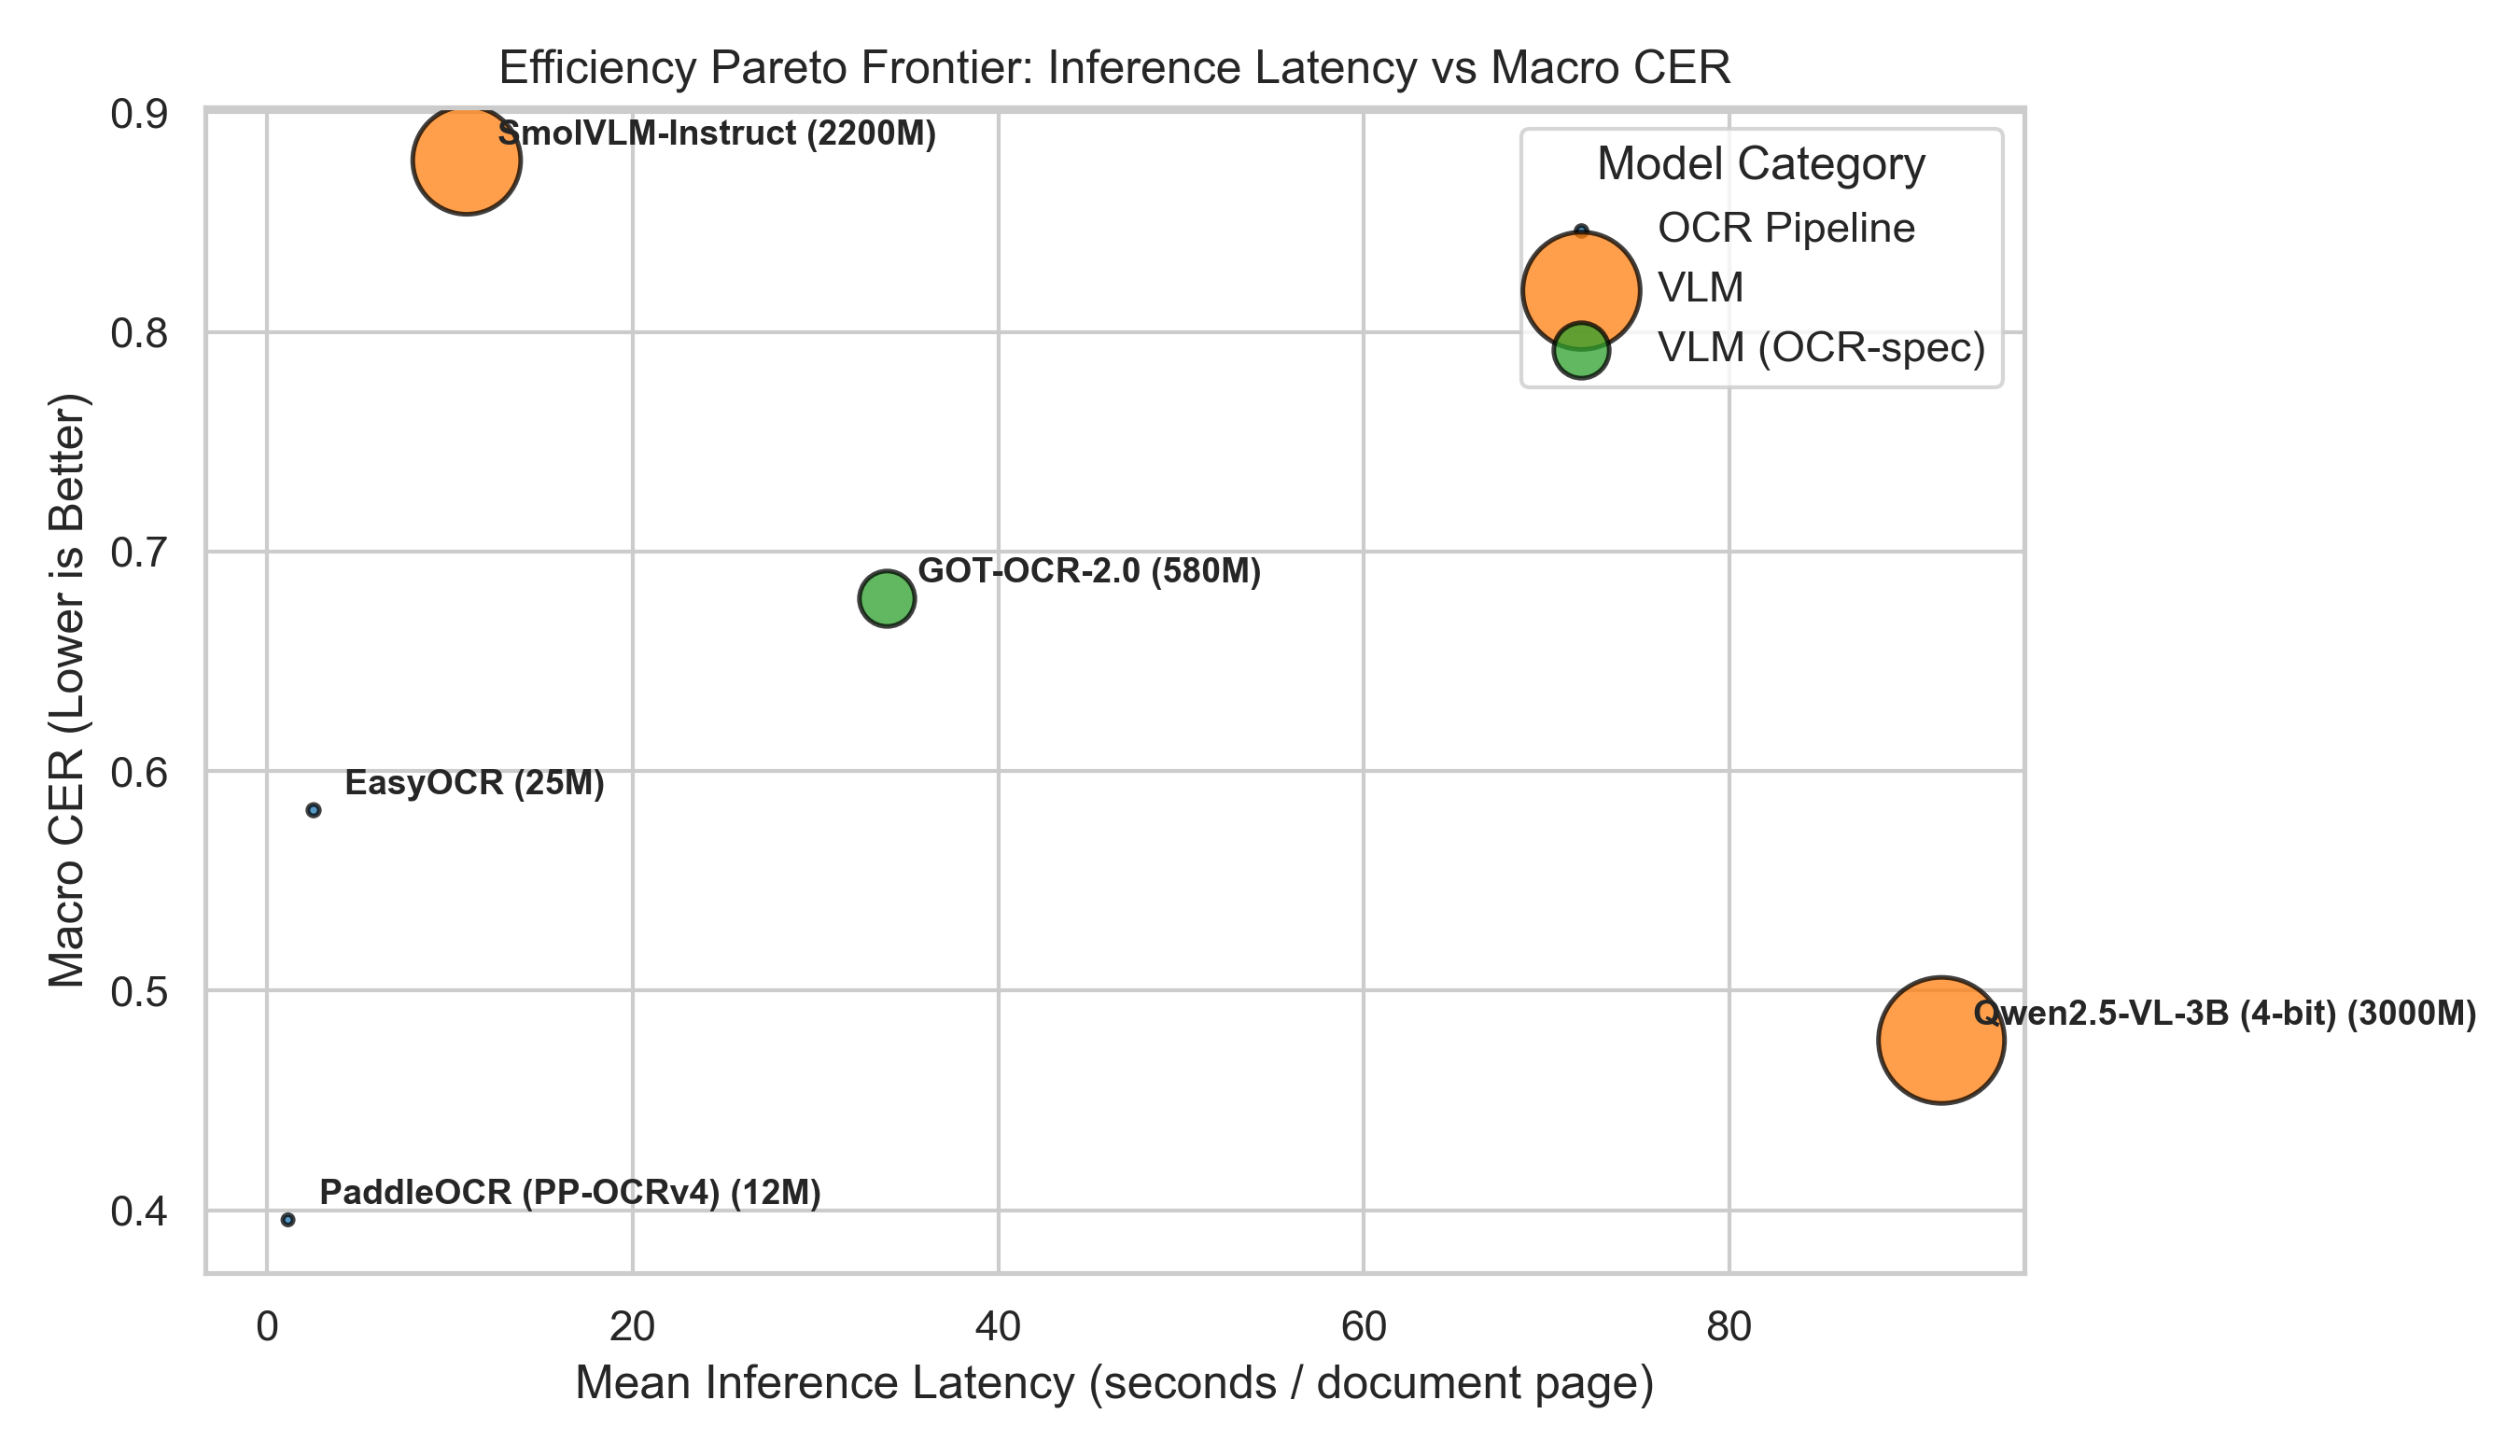 Efficiency Pareto Frontier: Inference Latency vs Macro CER
0.9
SmolVLM-Instruct (2200M)
Model Category
OCR Pipeline
VLM
VLM (OCR-spec)
0.8
0.7
GOT-OCR-2.0 (580M)
0.6
EasyOCR (25M)
0.5
Qwen2.5-VL-3B (4-bit) (3000M)
0.4
PaddleOCR (PP-OCRv4) (12M)
Macro CER (Lower is Better)
0 20 40 60 80
Mean Inference Latency (seconds / document page)